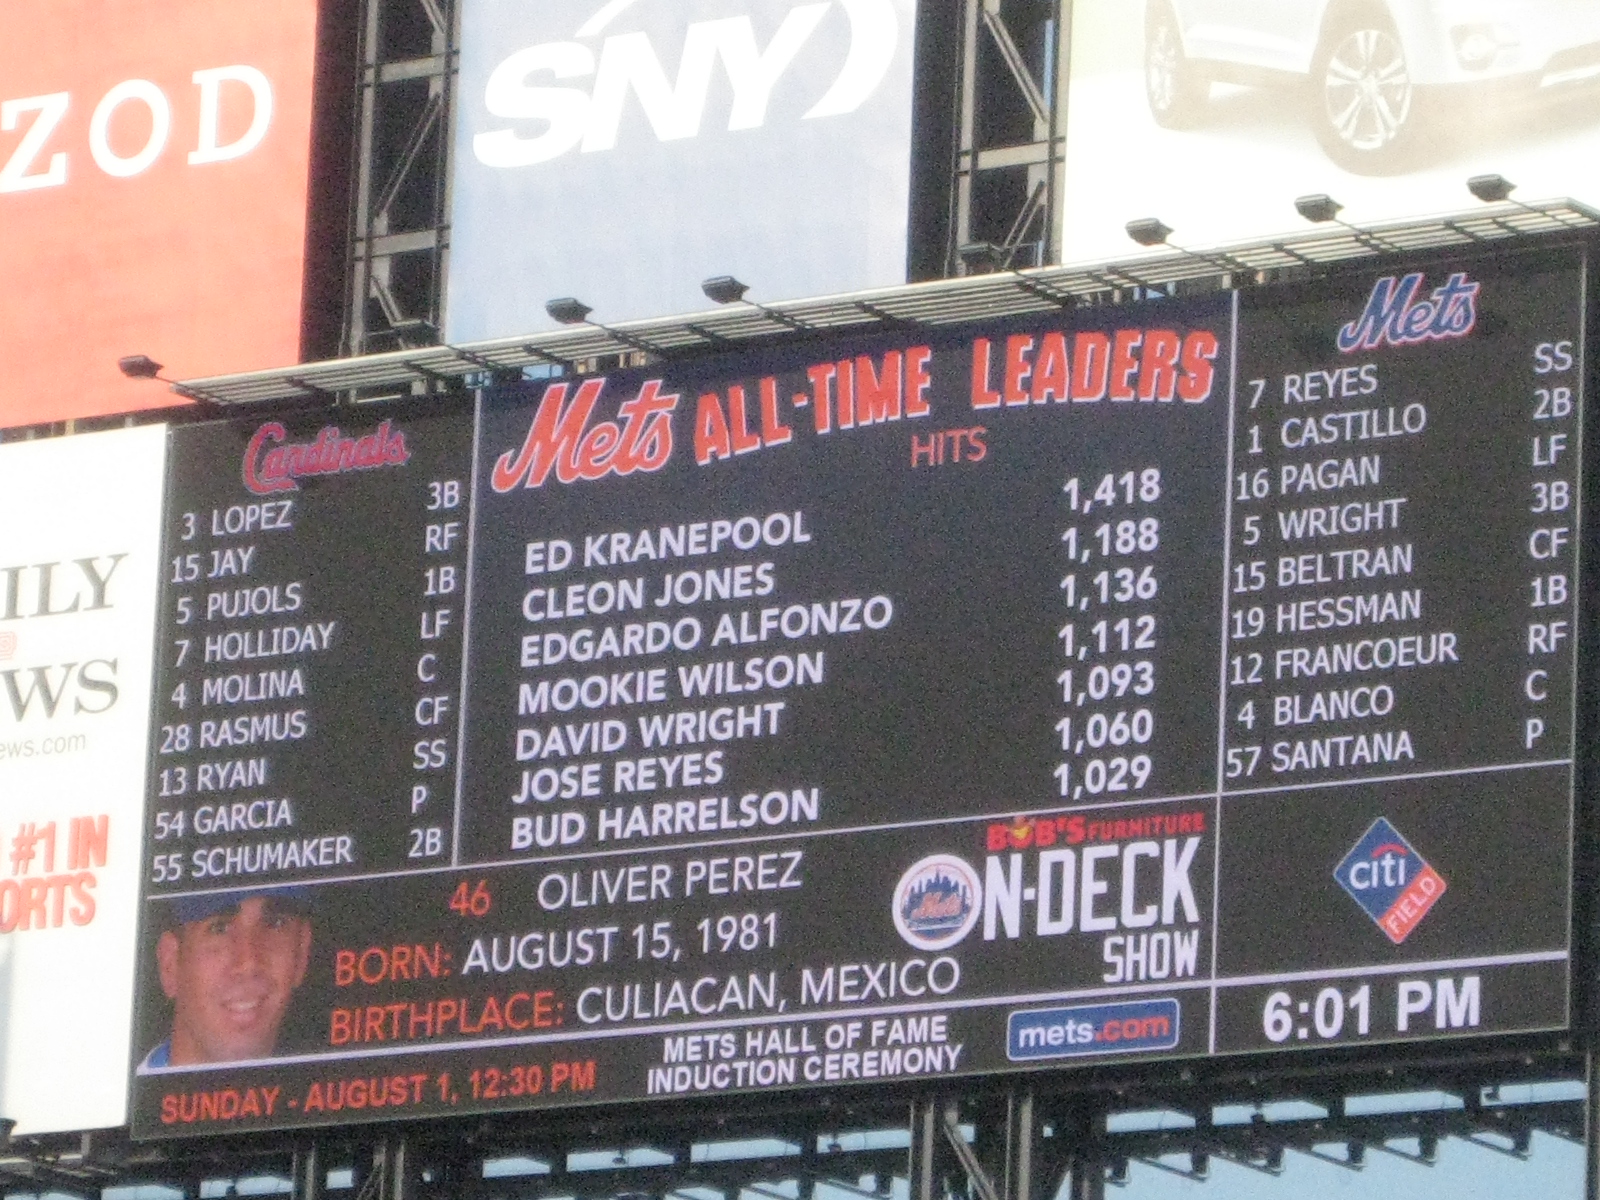 ZOD
SNY
ILY
WS
ews.com
#1 IN
ORTS
Cardinals
3 LOPEZ 3B
15 JAY RF
5 PUJOLS 1B
7 HOLLIDAY LF
4 MOLINA C
28 RASMUS CF
13 RYAN SS
54 GARCIA P
55 SCHUMAKER 2B
Mets ALL-TIME LEADERS
HITS
ED KRANEPOOL 1,418
CLEON JONES 1,188
EDGARDO ALFONZO 1,136
MOOKIE WILSON 1,112
DAVID WRIGHT 1,093
JOSE REYES 1,060
BUD HARRELSON 1,029
Mets
7 REYES SS
1 CASTILLO 2B
16 PAGAN LF
5 WRIGHT 3B
15 BELTRAN CF
19 HESSMAN 1B
12 FRANCOEUR RF
4 BLANCO C
57 SANTANA P
46 OLIVER PEREZ
BORN: AUGUST 15, 1981
BIRTHPLACE: CULIACAN, MEXICO
BOB'S FURNITURE
Mets
N-DECK
SHOW
citi
FIELD
SUNDAY - AUGUST 1, 12:30 PM
METS HALL OF FAME
INDUCTION CEREMONY
mets.com
6:01 PM